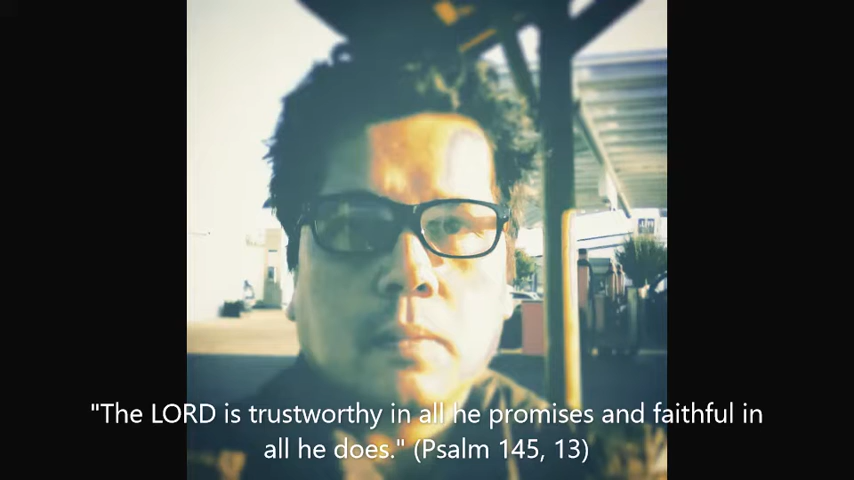 "The LORD is trustworthy in all he promises and faithful in
all he does." (Psalm 145, 13)